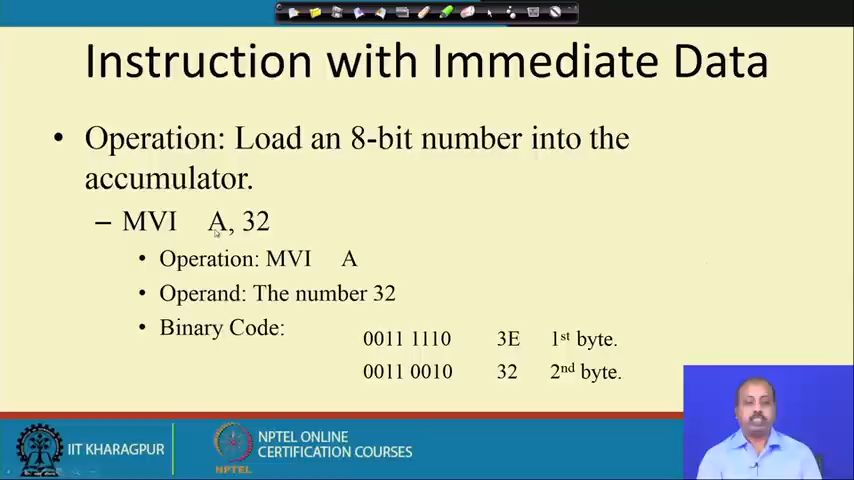 Instruction with Immediate Data
• Operation: Load an 8-bit number into the
accumulator.
– MVI A, 32
• Operation: MVI A
• Operand: The number 32
• Binary Code:
0011 1110 3E 1st byte.
0011 0010 32 2nd byte.
IIT KHARAGPUR
NPTEL
NPTEL ONLINE
CERTIFICATION COURSES